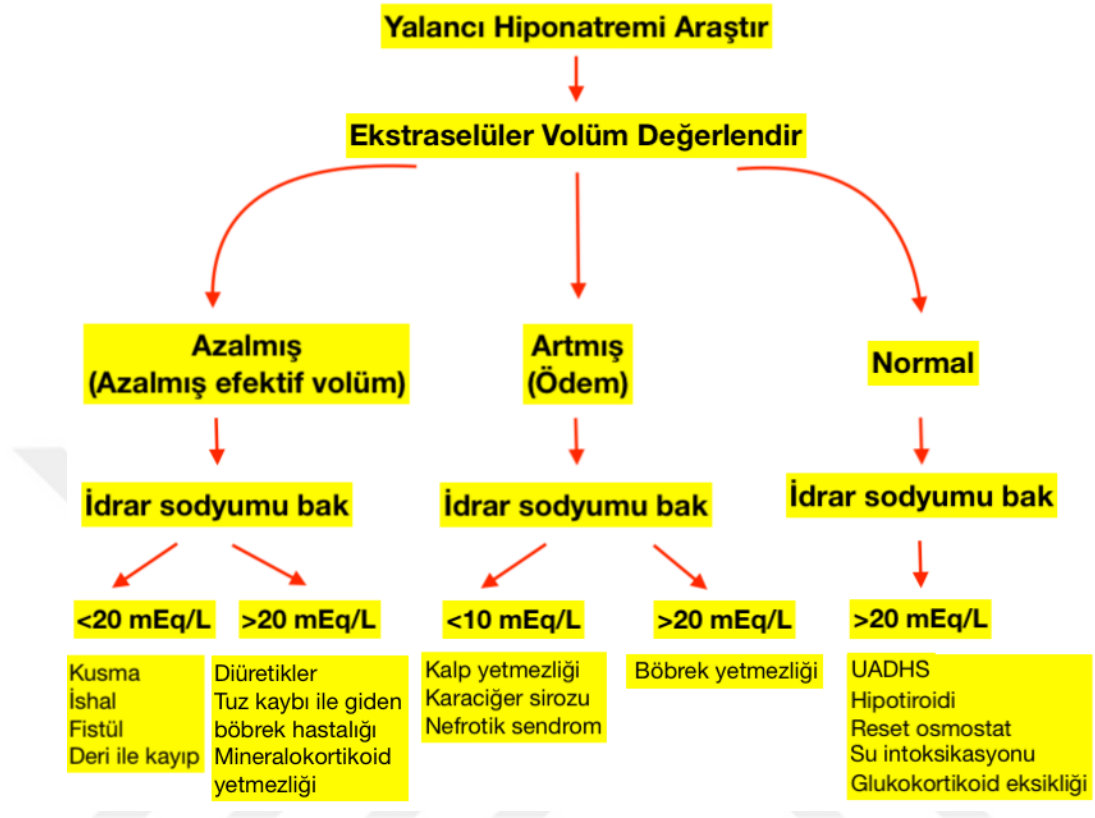 Yalancı Hiponatremi Araştır
Ekstraselüler Volüm Değerlendir
Azalmış
(Azalmış efektif volüm)
İdrar sodyumu bak
<20 mEq/L
Kusma
İshal
Fistül
Deri ile kayıp
>20 mEq/L
Diüretikler
Tuz kaybı ile giden
böbrek hastalığı
Mineralokortikoid
yetmezliği
Artmış
(Ödem)
İdrar sodyumu bak
<10 mEq/L
Kalp yetmezliği
Karaciğer sirozu
Nefrotik sendrom
>20 mEq/L
Böbrek yetmezliği
Normal
İdrar sodyumu bak
>20 mEq/L
UADHS
Hipotiroidi
Reset osmostat
Su intoksikasyonu
Glukokortikoid eksikliği